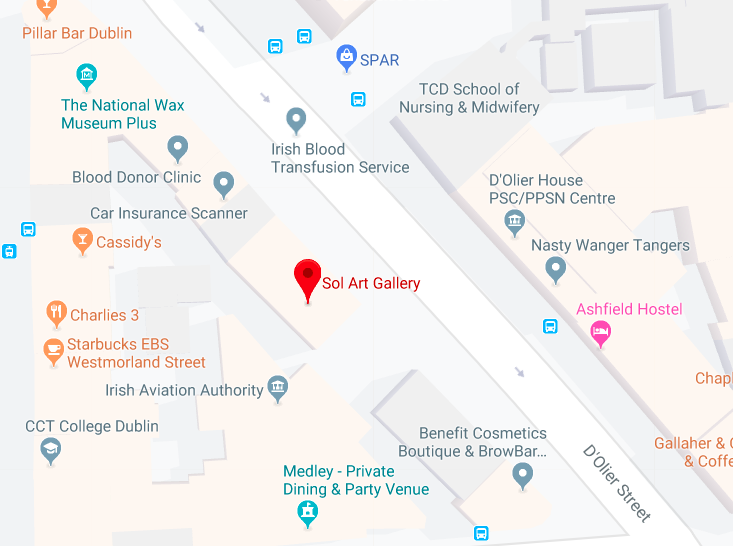 Pillar Bar Dublin
SPAR
The National Wax
Museum Plus
TCD School of
Nursing & Midwifery
Irish Blood
Transfusion Service
Blood Donor Clinic
D'Olier House
PSC/PPSN Centre
Car Insurance Scanner
Cassidy's
Nasty Wanger Tangers
Sol Art Gallery
Ashfield Hostel
Charlies 3
Starbucks EBS
Westmorland Street
Irish Aviation Authority
Chapl
CCT College Dublin
Benefit Cosmetics
Boutique & BrowBar...
Gallaher &
& Coffe
D'Olier Street
Medley - Private
Dining & Party Venue